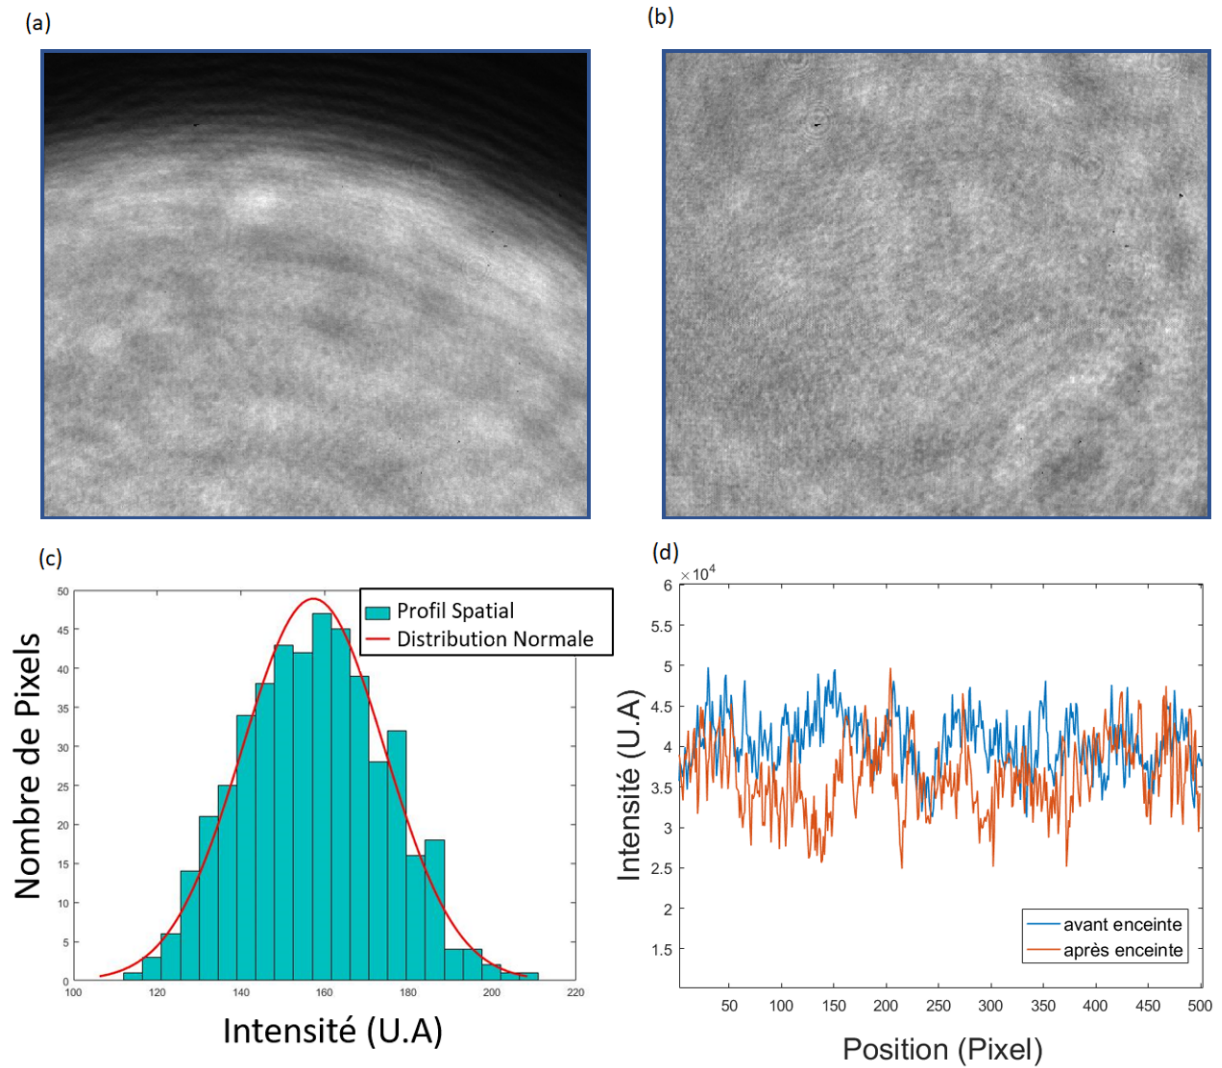 (a)
(b)
(c)
50
45
40
35
30
25
20
15
10
5
0
Nombre de Pixels
Profil Spatial
Distribution Normale
100 120 140 160 180 200 220
Intensité (U.A)
(d)
×10⁴
6
5.5
5
4.5
4
3.5
3
2.5
2
1.5
Intensité (U.A)
avant enceinte
après enceinte
50 100 150 200 250 300 350 400 450 500
Position (Pixel)